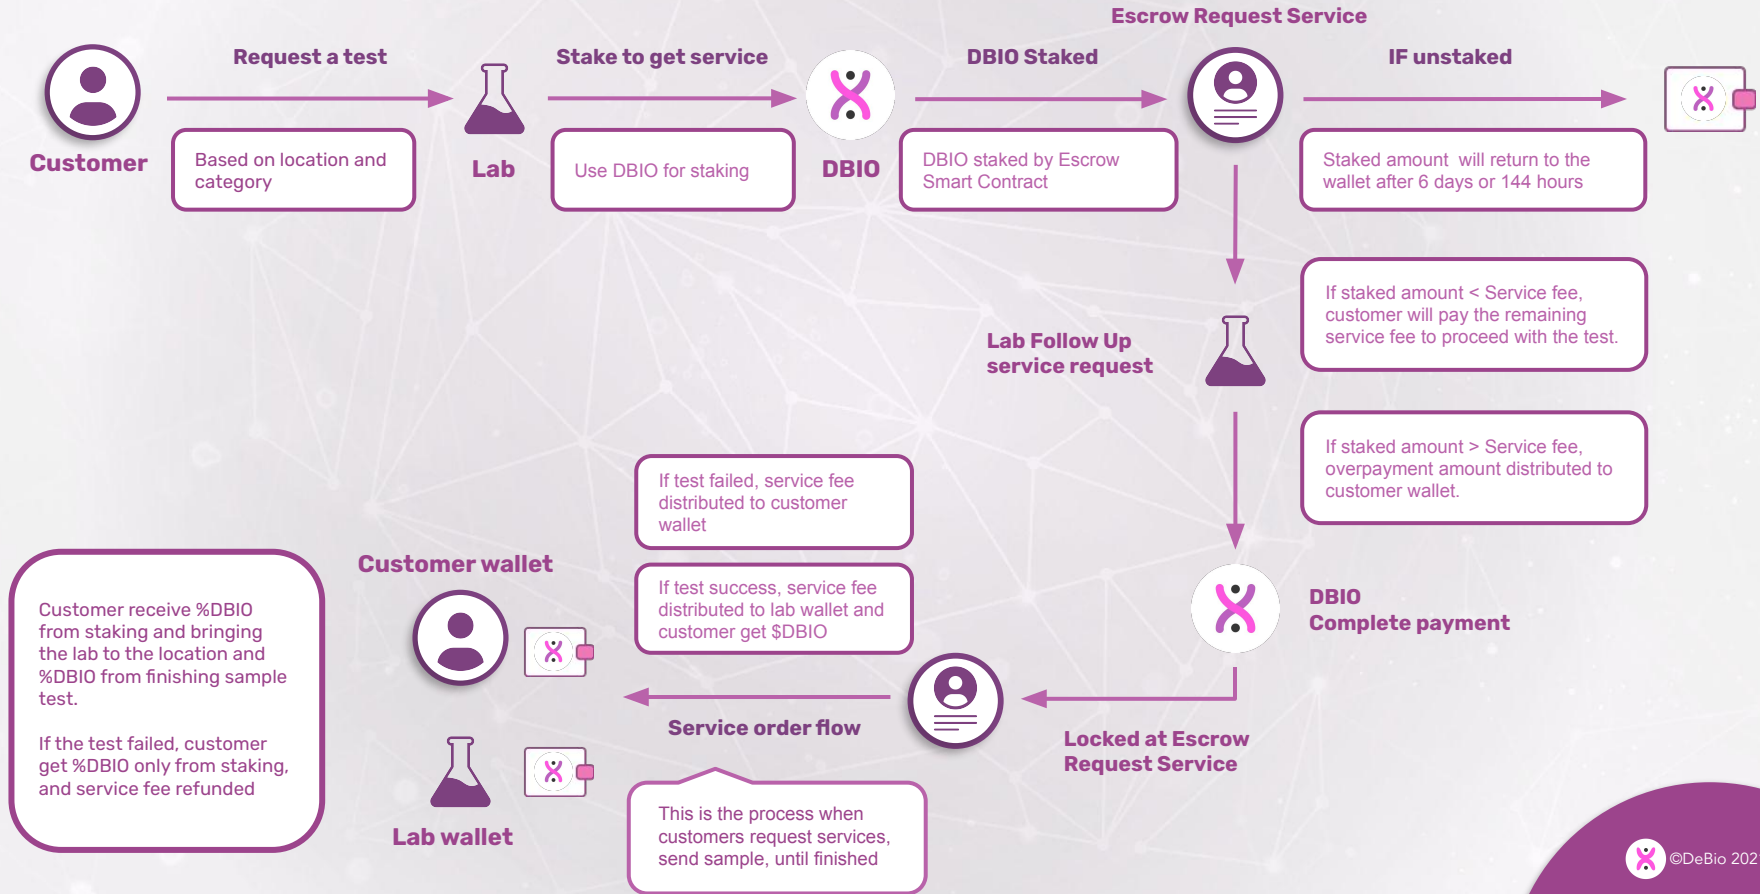 Escrow Request Service
Request a test
Stake to get service
DBIO Staked
IF unstaked
Customer
Based on location and
category
Lab
Use DBIO for staking
DBIO
DBIO staked by Escrow
Smart Contract
Staked amount will return to the
wallet after 6 days or 144 hours
If staked amount < Service fee,
customer will pay the remaining
service fee to proceed with the test.
Lab Follow Up
service request
If staked amount > Service fee,
overpayment amount distributed to
customer wallet.
If test failed, service fee
distributed to customer
wallet
If test success, service fee
distributed to lab wallet and
customer get $DBIO
DBIO
Complete payment
Customer wallet
Customer receive %DBIO
from staking and bringing
the lab to the location and
%DBIO from finishing sample
test.
If the test failed, customer
get %DBIO only from staking,
and service fee refunded
Service order flow
Locked at Escrow
Request Service
Lab wallet
This is the process when
customers request services,
send sample, until finished
©DeBio 2021